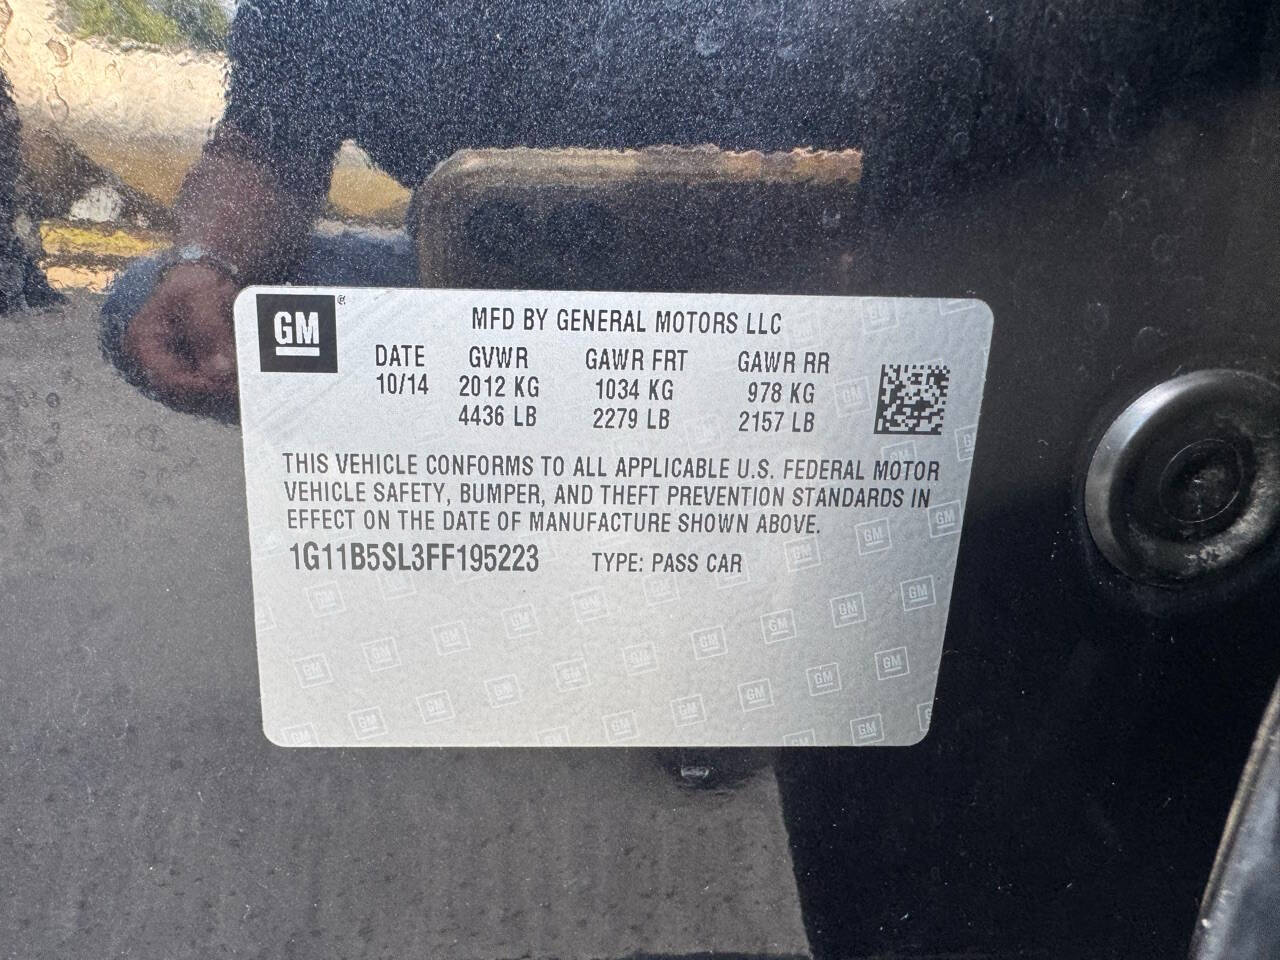 GM
MFD BY GENERAL MOTORS LLC
DATE GVWR GAWR FRT GAWR RR
10/14 2012 KG 1034 KG 978 KG
4436 LB 2279 LB 2157 LB
THIS VEHICLE CONFORMS TO ALL APPLICABLE U.S. FEDERAL MOTOR
VEHICLE SAFETY, BUMPER, AND THEFT PREVENTION STANDARDS IN
EFFECT ON THE DATE OF MANUFACTURE SHOWN ABOVE.
1G11B5SL3FF195223 TYPE: PASS CAR